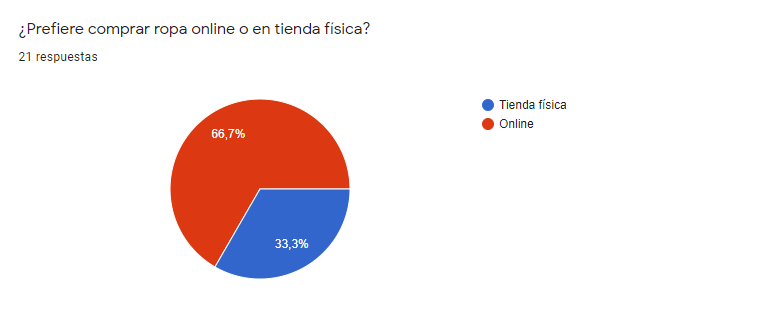 ¿Prefiere comprar ropa online o en tienda física?
21 respuestas
Tienda física
Online
66,7%
33,3%